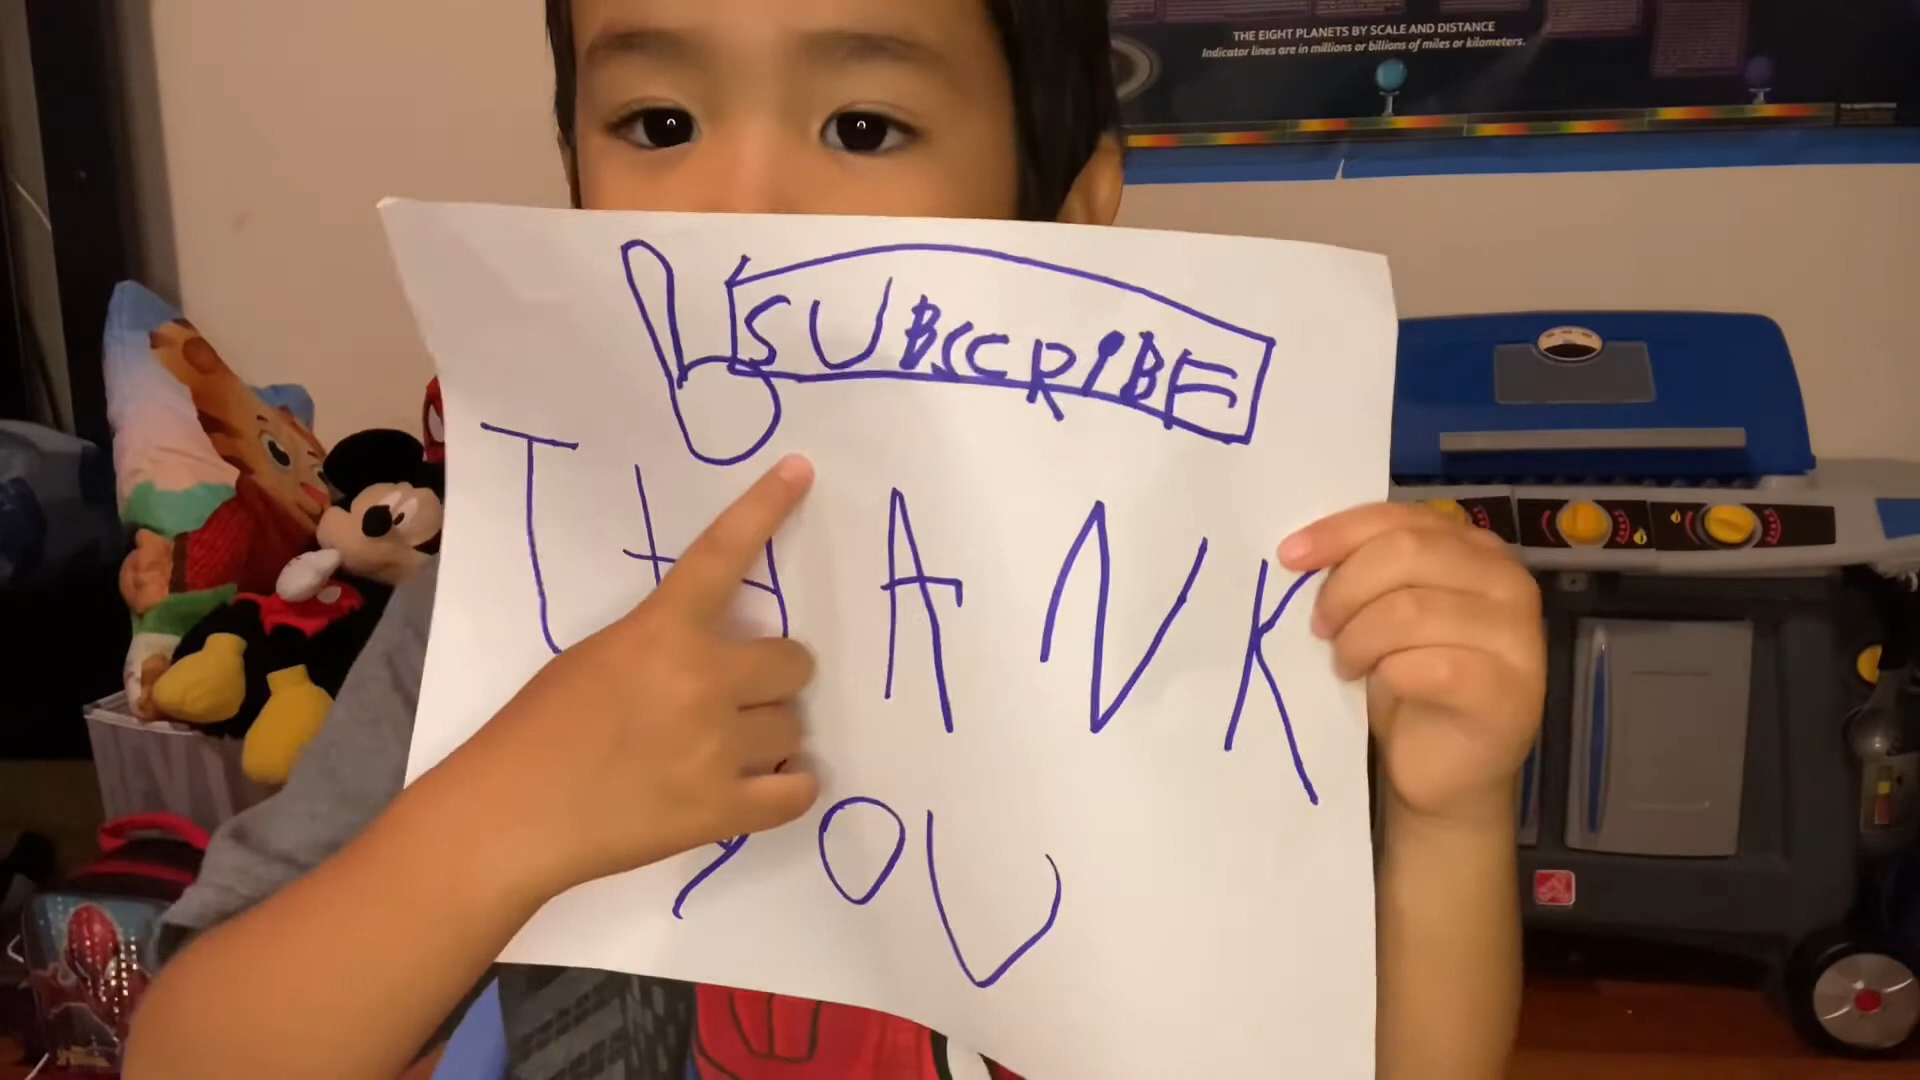 THE EIGHT PLANETS BY SCALE AND DISTANCE
Indicator lines are in millions or billions of miles or kilometers.
SUBSCRIBE
THANK
YOU